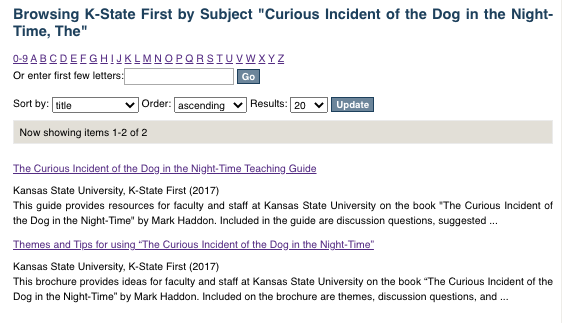 Browsing K-State First by Subject "Curious Incident of the Dog in the Night-
Time, The"
0-9 A B C D E F G H I J K L M N O P Q R S T U V W X Y Z
Or enter first few letters: Go
Sort by: title Order: ascending Results: 20 Update
Now showing items 1-2 of 2
The Curious Incident of the Dog in the Night-Time Teaching Guide
Kansas State University, K-State First (2017)
This guide provides resources for faculty and staff at Kansas State University on the book "The Curious Incident of
the Dog in the Night-Time" by Mark Haddon. Included in the guide are discussion questions, suggested ...
Themes and Tips for using “The Curious Incident of the Dog in the Night-Time”
Kansas State University, K-State First (2017)
This brochure provides ideas for faculty and staff at Kansas State University on the book “The Curious Incident of the
Dog in the Night-Time” by Mark Haddon. Included on the brochure are themes, discussion questions, and ...